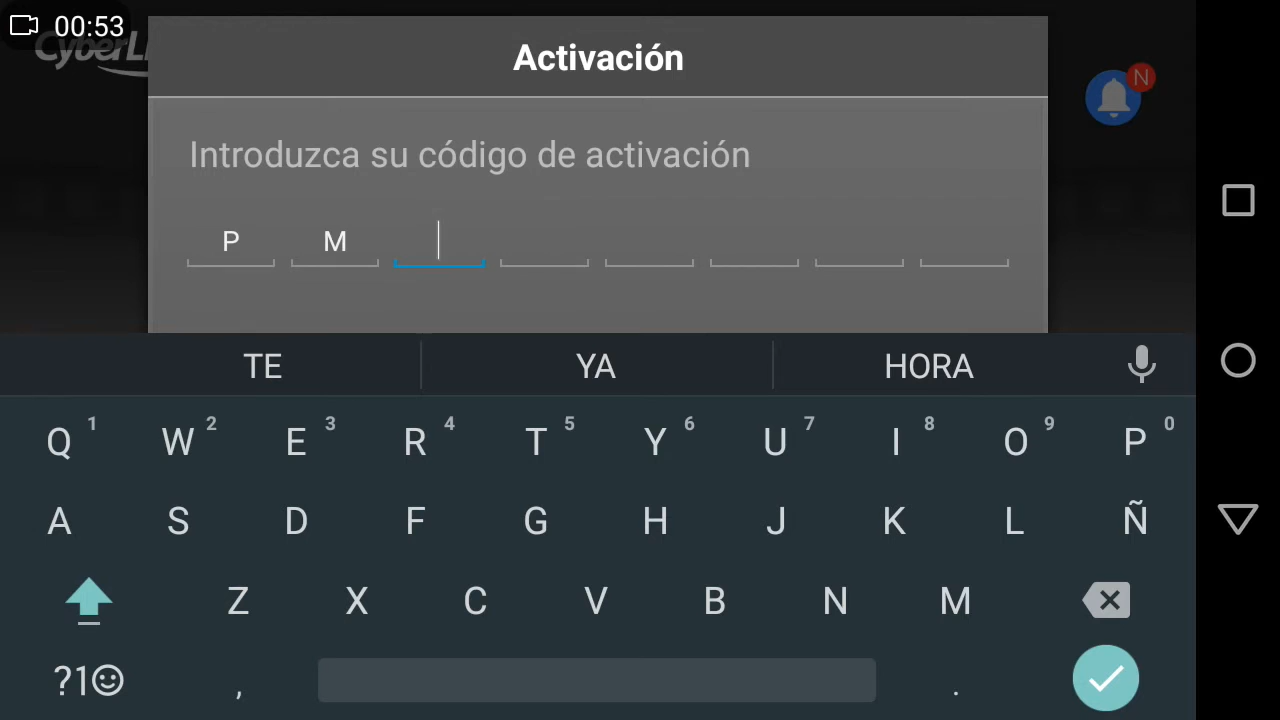 00:53
CyberLi
Activación
N
Introduzca su código de activación
P M
TE YA HORA
Q 1 W 2 E 3 R 4 T 5 Y 6 U 7 I 8 O 9 P 0
A S D F G H J K L Ñ
Z X C V B N M
?1☺ , .